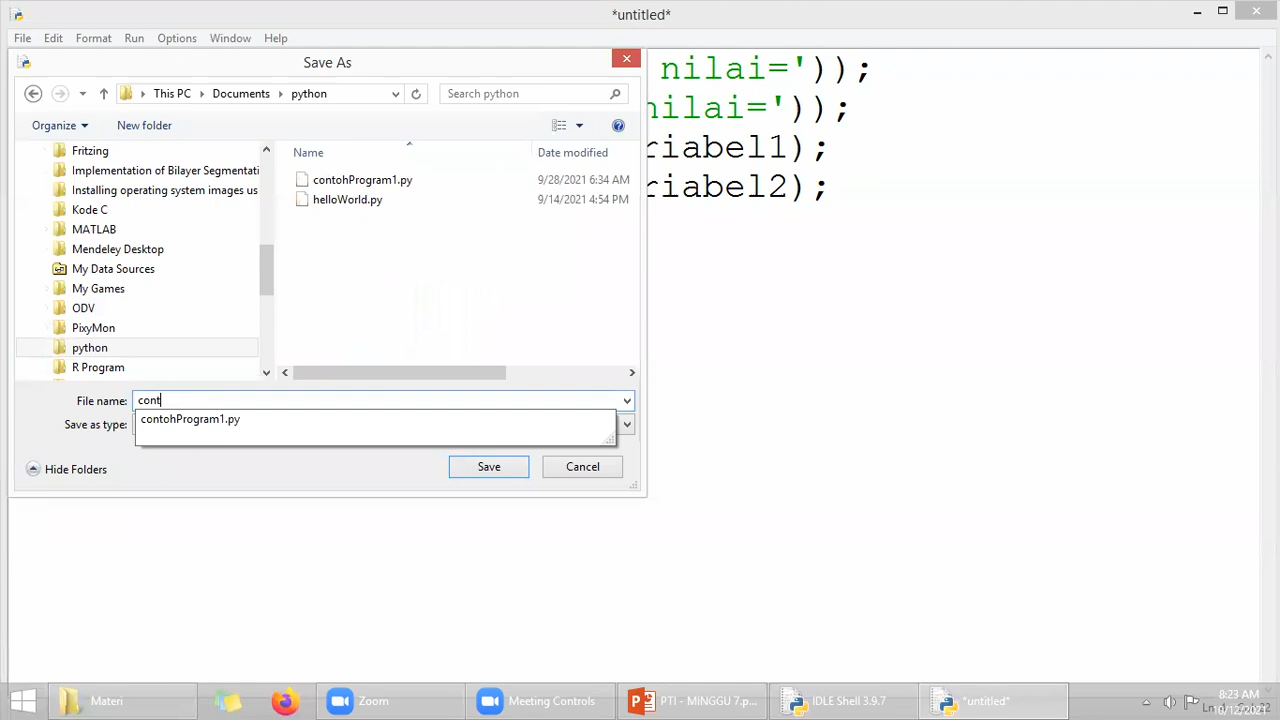 *untitled*
File Edit Format Run Options Window Help
Save As
nilai='));
This PC Documents python
Search python
nilai='));
Organize New folder
Fritzing
Name Date modified
riabel1);
Implementation of Bilayer Segmentati
contohProgram1.py 9/28/2021 6:34 AM
Installing operating system images us
helloWorld.py 9/14/2021 4:54 PM
riabel2);
Kode C
MATLAB
Mendeley Desktop
My Data Sources
My Games
ODV
PixyMon
python
R Program
File name: cont
contohProgram1.py
Save as type:
Hide Folders
Save Cancel
Materi
Zoom
Meeting Controls
PTI - MINGGU 7.p...
IDLE Shell 3.9.7
*untitled*
8:23 AM
10/12/2021